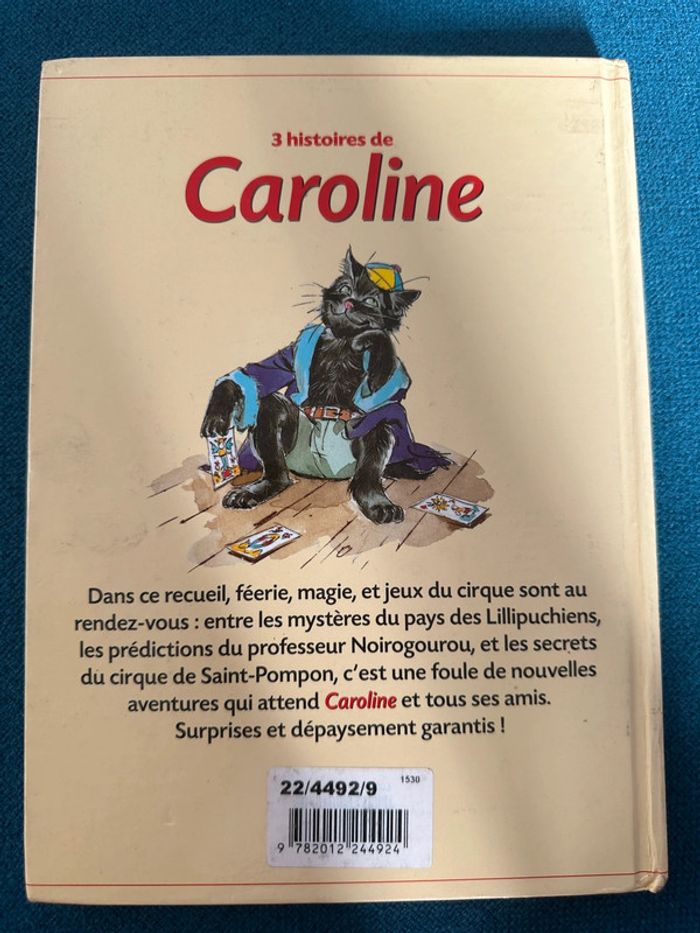 3 histoires de
Caroline
Dans ce recueil, féerie, magie, et jeux du cirque sont au
rendez-vous : entre les mystères du pays des Lillipuchiens,
les prédictions du professeur Noirogourou, et les secrets
du cirque de Saint-Pompon, c'est une foule de nouvelles
aventures qui attend Caroline et tous ses amis.
Surprises et dépaysement garantis !
22/4492/9 1530
9 782012 244924